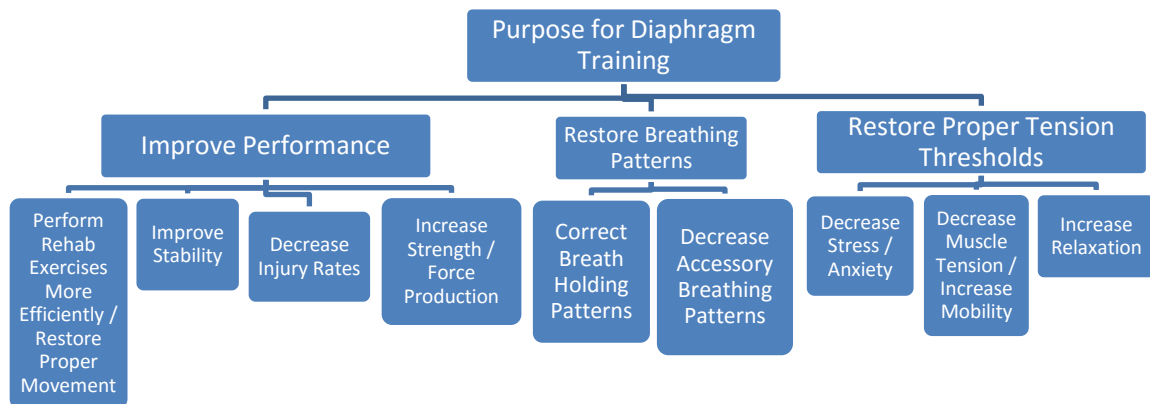 Purpose for Diaphragm
Training
Improve Performance
Restore Breathing
Patterns
Restore Proper Tension
Thresholds
Perform
Rehab
Exercises
More
Efficiently /
Restore
Proper
Movement
Improve
Stability
Decrease
Injury Rates
Increase
Strength /
Force
Production
Correct
Breath
Holding
Patterns
Decrease
Accessory
Breathing
Patterns
Decrease
Stress /
Anxiety
Decrease
Muscle
Tension /
Increase
Mobility
Increase
Relaxation